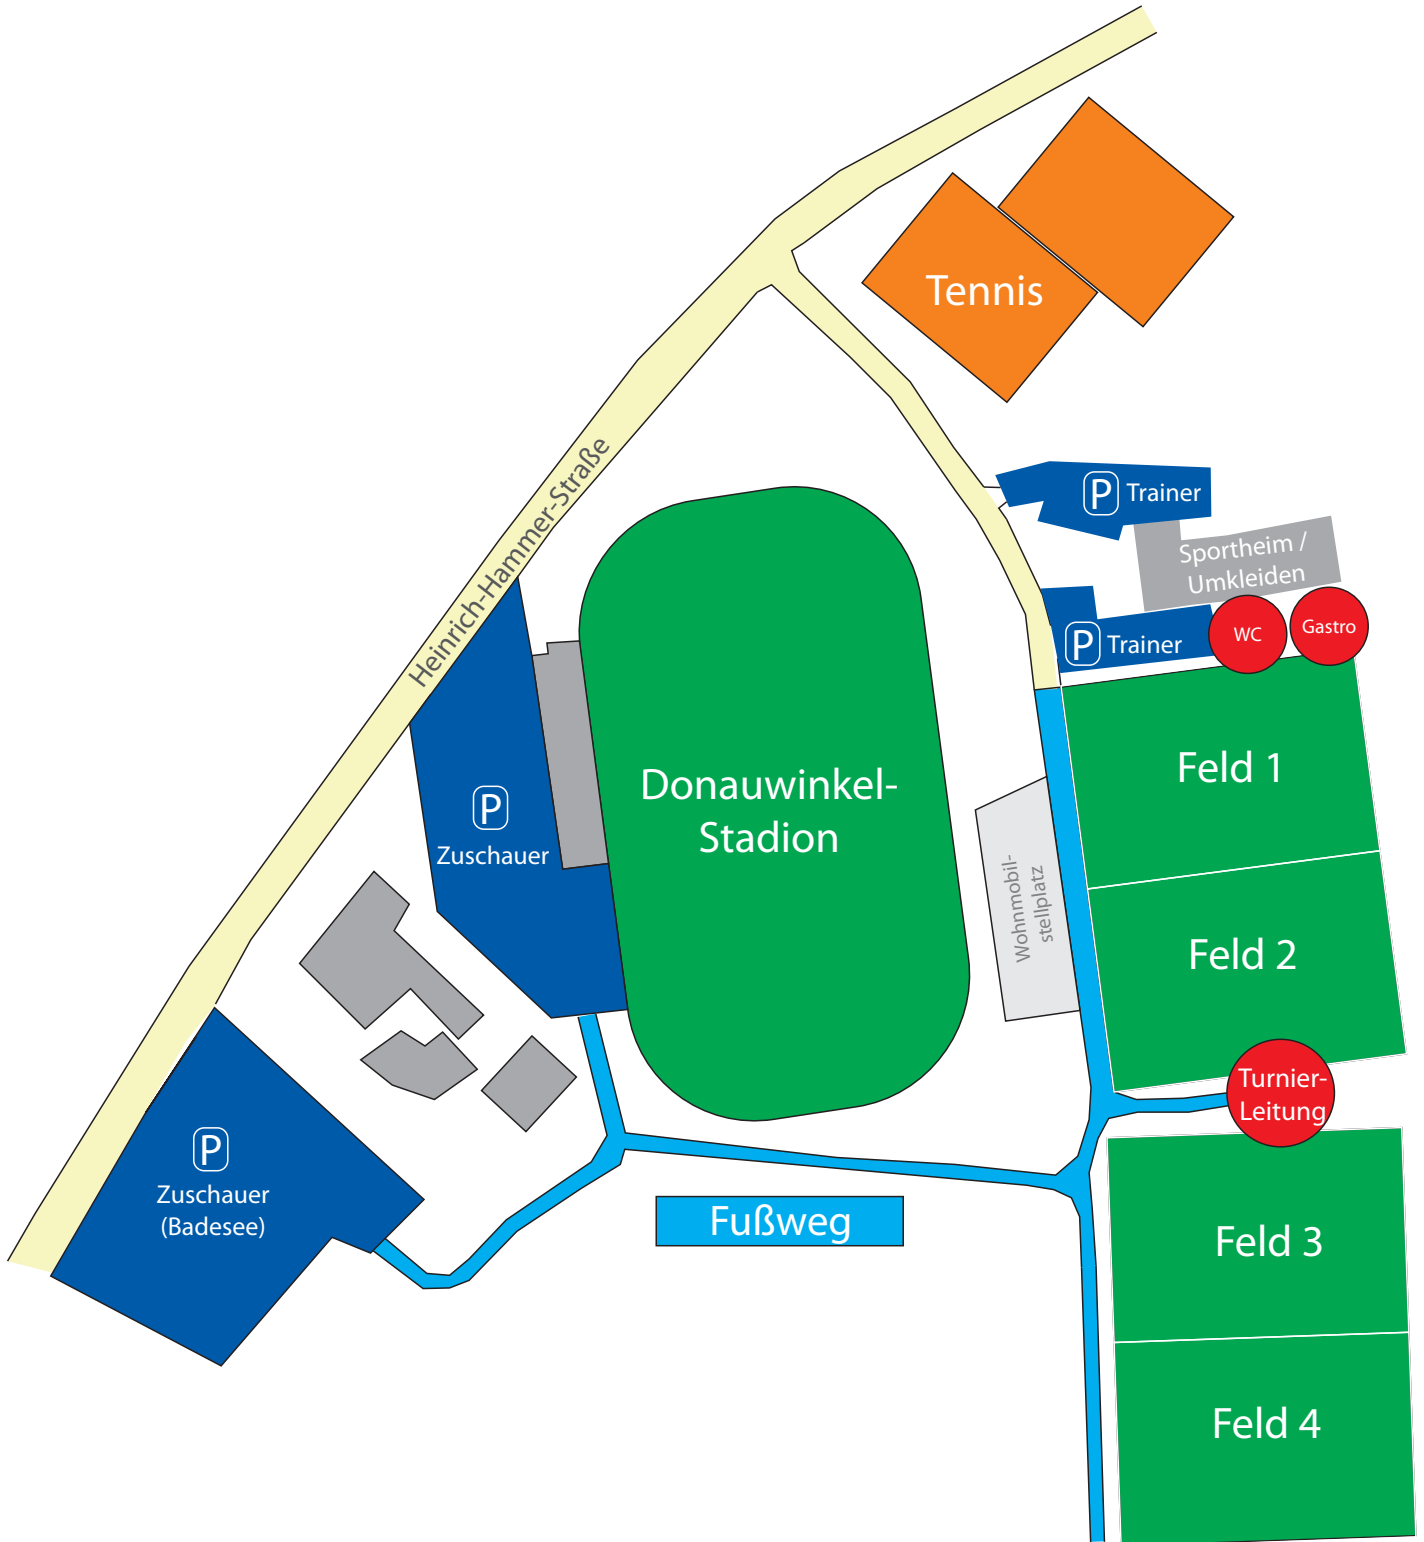 Tennis
Heinrich-Hammer-Straße
P Trainer
Sportheim /
Umkleiden
P Trainer
WC
Gastro
Feld 1
Donauwinkel-
Stadion
P
Zuschauer
Wohnmobil-
stellplatz
Feld 2
Turnier-
Leitung
P
Zuschauer
(Badesee)
Fußweg
Feld 3
Feld 4